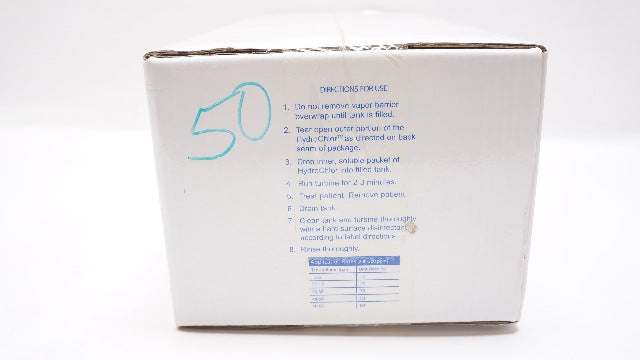 50
DIRECTIONS FOR USE
1. Do not remove vapor barrier
overwrap until tank is filled.
2. Tear open outer portion of the
HydroChlor™ as directed on back
seam of package.
3. Drop inner, soluble packet of
HydroChlor into filled tank.
4. Run turbine for 2-3 minutes.
5. Treat patient. Remove patient.
6. Drain tank.
7. Clean tank and turbine thoroughly
with a hard surface disinfectant
according to label directions.
8. Rinse thoroughly.
Application Rates